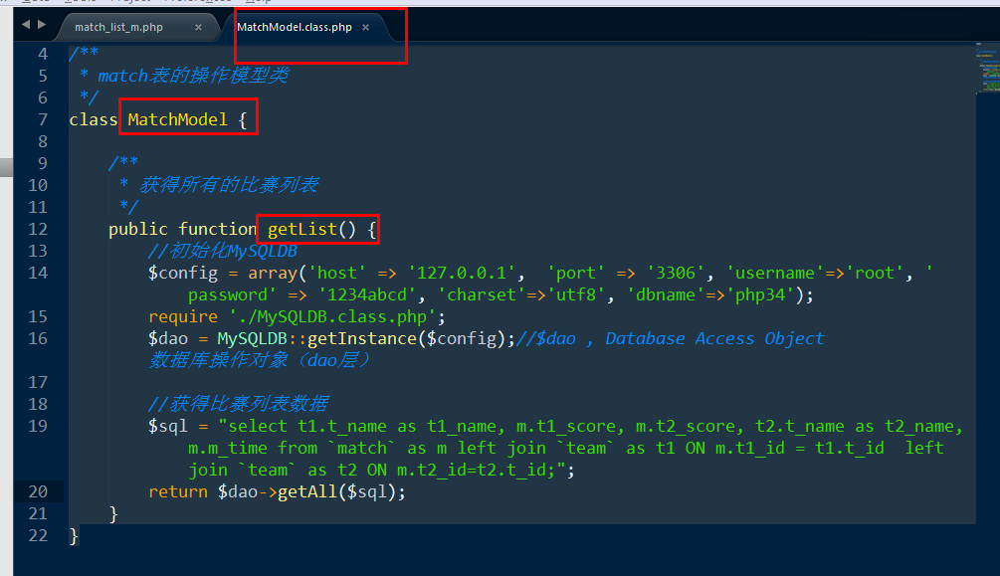 match_list_m.php ×
MatchModel.class.php ×
4 /**
5  * match表的操作模型类
6  */
7 class MatchModel {
8
9     /**
10      * 获得所有的比赛列表
11      */
12     public function getList() {
13         //初始化MySQLDB
14         $config = array('host' => '127.0.0.1',  'port' => '3306', 'username'=>'root', '
password' => '1234abcd', 'charset'=>'utf8', 'dbname'=>'php34');
15         require './MySQLDB.class.php';
16         $dao = MySQLDB::getInstance($config);//$dao , Database Access Object
数据库操作对象（dao层）
17
18         //获得比赛列表数据
19         $sql = "select t1.t_name as t1_name, m.t1_score, m.t2_score, t2.t_name as t2_name,
m.m_time from `match` as m left join `team` as t1 ON m.t1_id = t1.t_id  left
join `team` as t2 ON m.t2_id=t2.t_id;";
20         return $dao->getAll($sql);
21     }
22 }